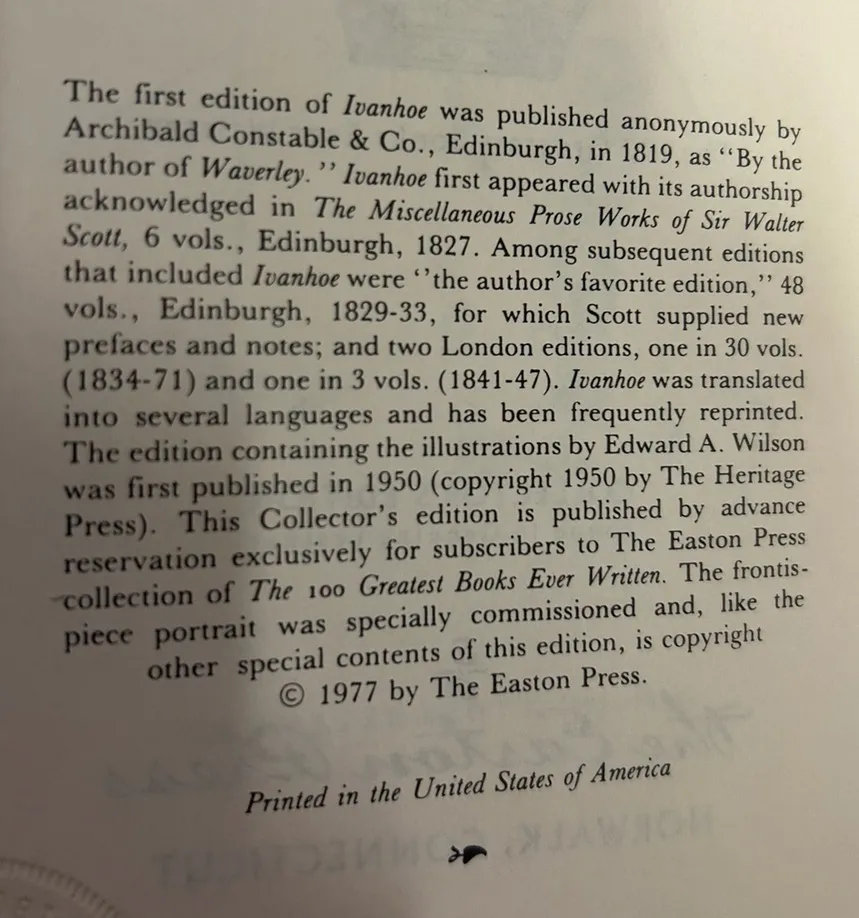 The first edition of Ivanhoe was published anonymously by
Archibald Constable & Co., Edinburgh, in 1819, as ‘‘By the
author of Waverley.’’ Ivanhoe first appeared with its authorship
acknowledged in The Miscellaneous Prose Works of Sir Walter
Scott, 6 vols., Edinburgh, 1827. Among subsequent editions
that included Ivanhoe were ‘’the author’s favorite edition,’’ 48
vols., Edinburgh, 1829-33, for which Scott supplied new
prefaces and notes; and two London editions, one in 30 vols.
(1834-71) and one in 3 vols. (1841-47). Ivanhoe was translated
into several languages and has been frequently reprinted.
The edition containing the illustrations by Edward A. Wilson
was first published in 1950 (copyright 1950 by The Heritage
Press). This Collector’s edition is published by advance
reservation exclusively for subscribers to The Easton Press
collection of The 100 Greatest Books Ever Written. The frontis-
piece portrait was specially commissioned and, like the
other special contents of this edition, is copyright
© 1977 by The Easton Press.
Printed in the United States of America
The Easton Press
NORWALK, CONNECTICUT